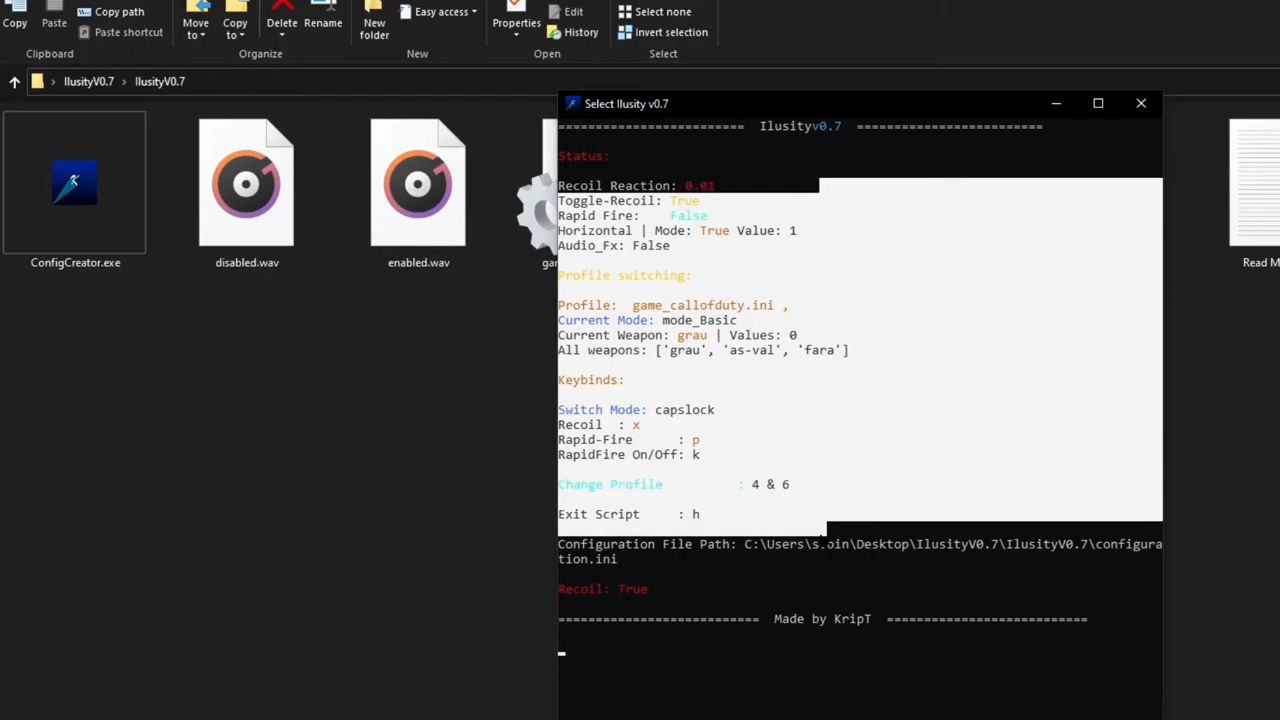 Copy
Paste
Copy path
Paste shortcut
Clipboard
Move to
Copy to
Delete
Rename
Organize
New folder
Easy access
New
Properties
Edit
History
Open
Select none
Invert selection
Select
IlusityV0.7 > IlusityV0.7
ConfigCreator.exe
disabled.wav
enabled.wav
Read M
Select Ilusity v0.7
========================= Ilusityv0.7 =========================
Status:
Recoil Reaction: 0.01
Toggle-Recoil: True
Rapid Fire: False
Horizontal | Mode: True Value: 1
Audio_Fx: False
Profile switching:
Profile: game_callofduty.ini ,
Current Mode: mode_Basic
Current Weapon: grau | Values: 0
All weapons: ['grau', 'as-val', 'fara']
Keybinds:
Switch Mode: capslock
Recoil : x
Rapid-Fire : p
RapidFire On/Off: k
Change Profile : 4 & 6
Exit Script : h
Configuration File Path: C:\Users\s.bin\Desktop\IlusityV0.7\IlusityV0.7\configura
tion.ini
Recoil: True
=========================== Made by KripT ===========================